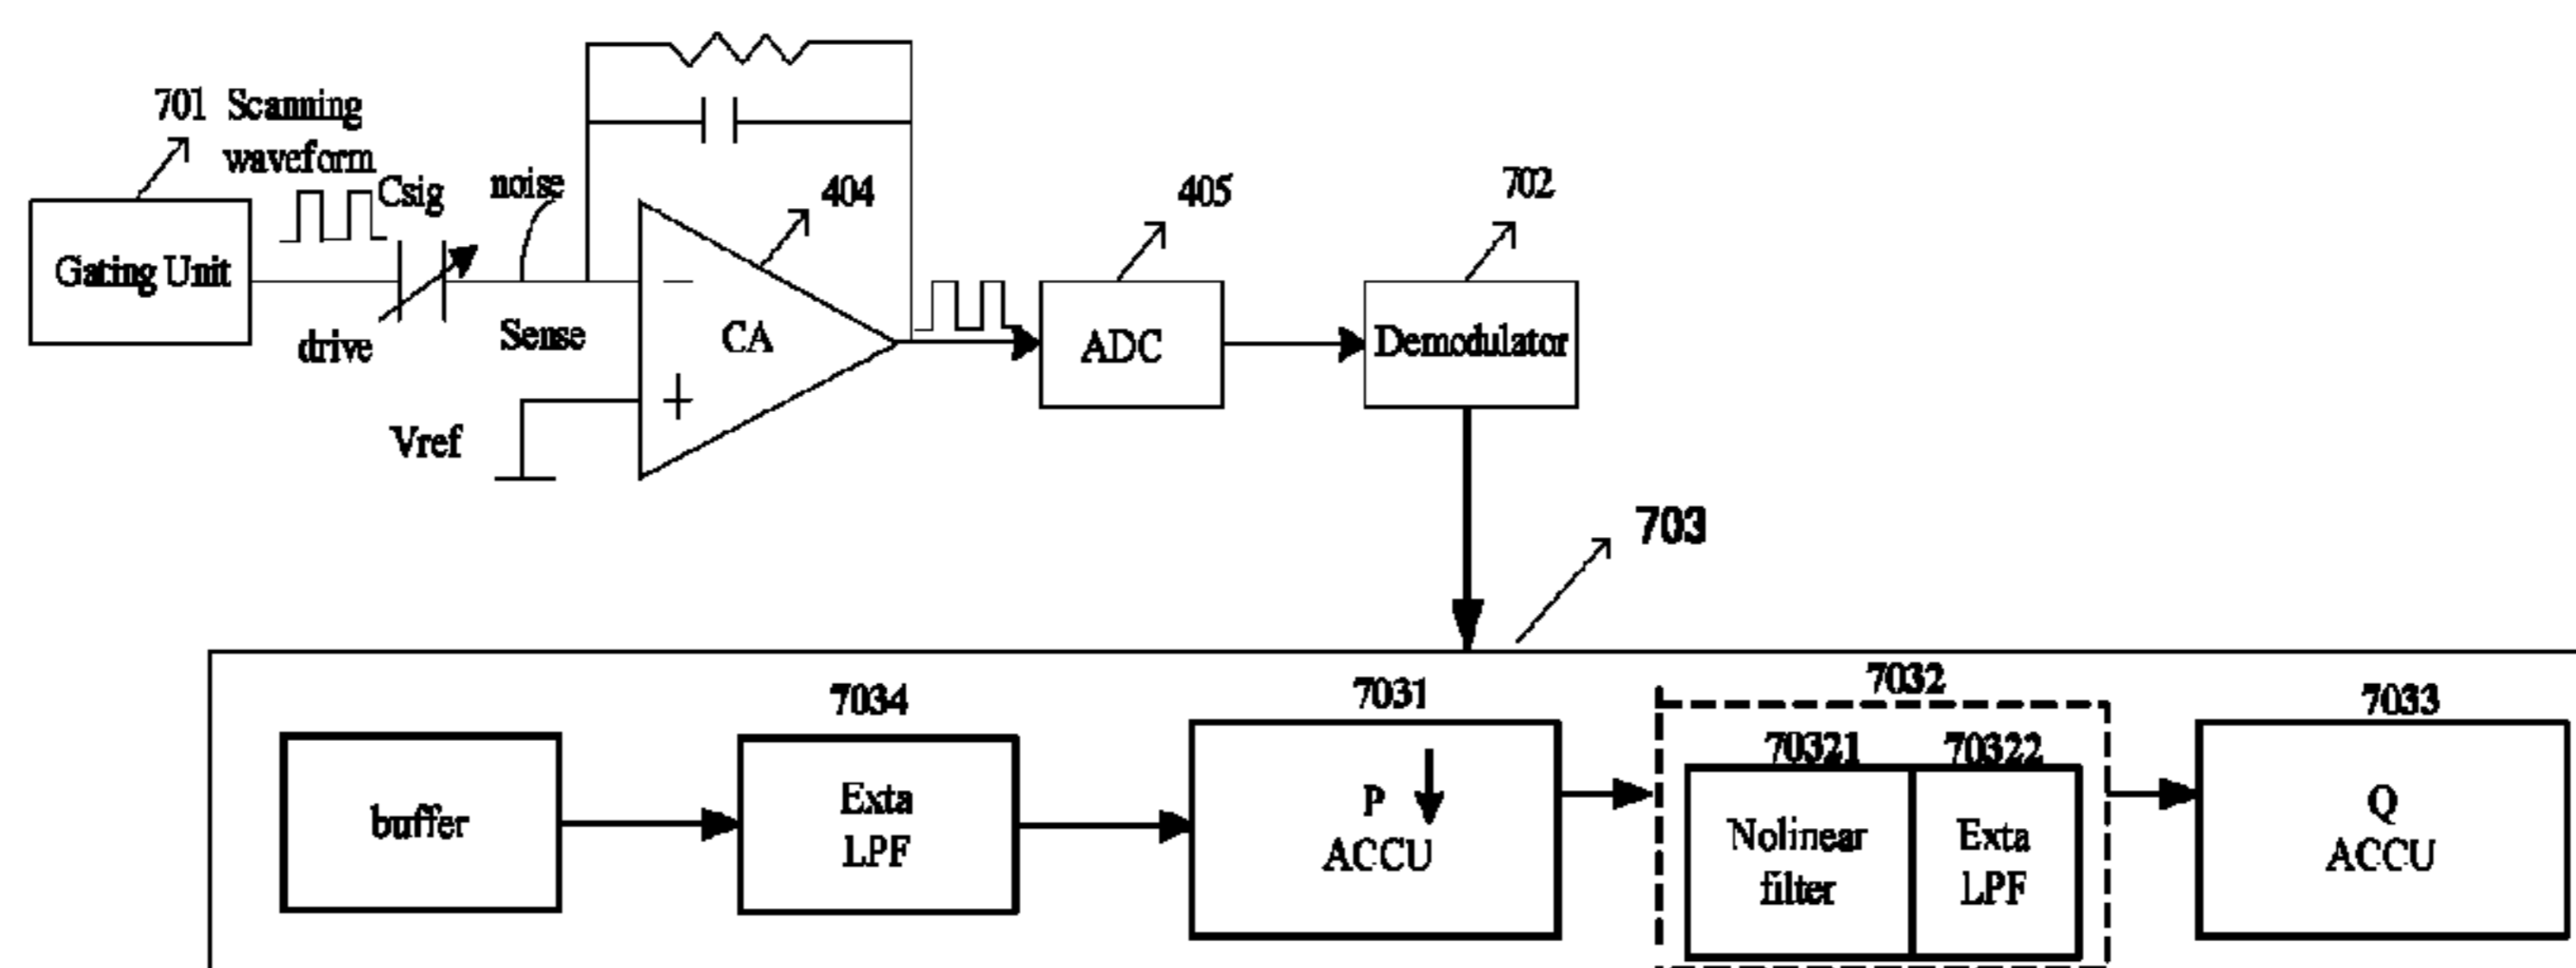 701 Scanning
waveform
Gating Unit
Csig
drive
noise
Sense
Vref
−
+
CA
404
405
ADC
702
Demodulator
703
buffer
7034
Exta
LPF
7031
P
ACCU
7032
70321
70322
Nolinear
filter
Exta
LPF
7033
Q
ACCU